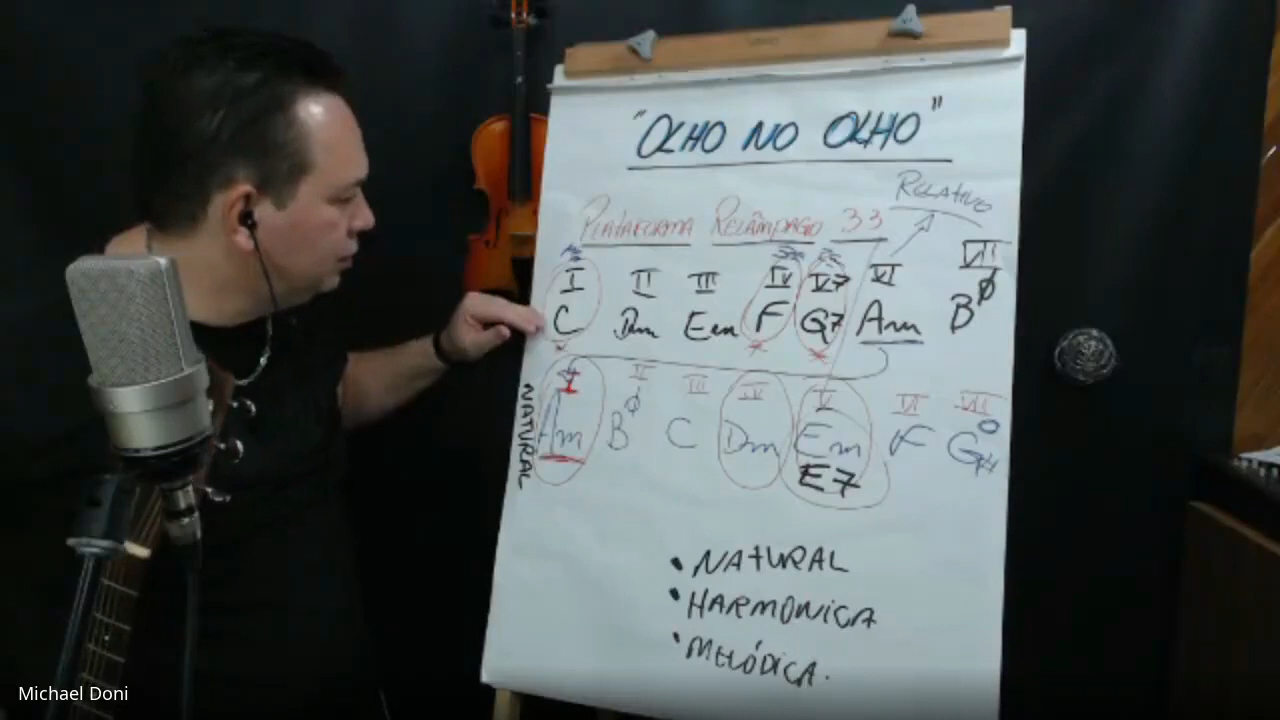 "OLHO NO OLHO"
RELATIVO
PLATAFORMA RELÂMPAGO 33
I II III IV V7 VI VII
C Dm Em F G7 Am Bø
I II III IV V VI VII
NATURAL
Am Bø C Dm Em F G#º
E7
• NATURAL
• HARMONICA
• MELÓDICA.
Michael Doni